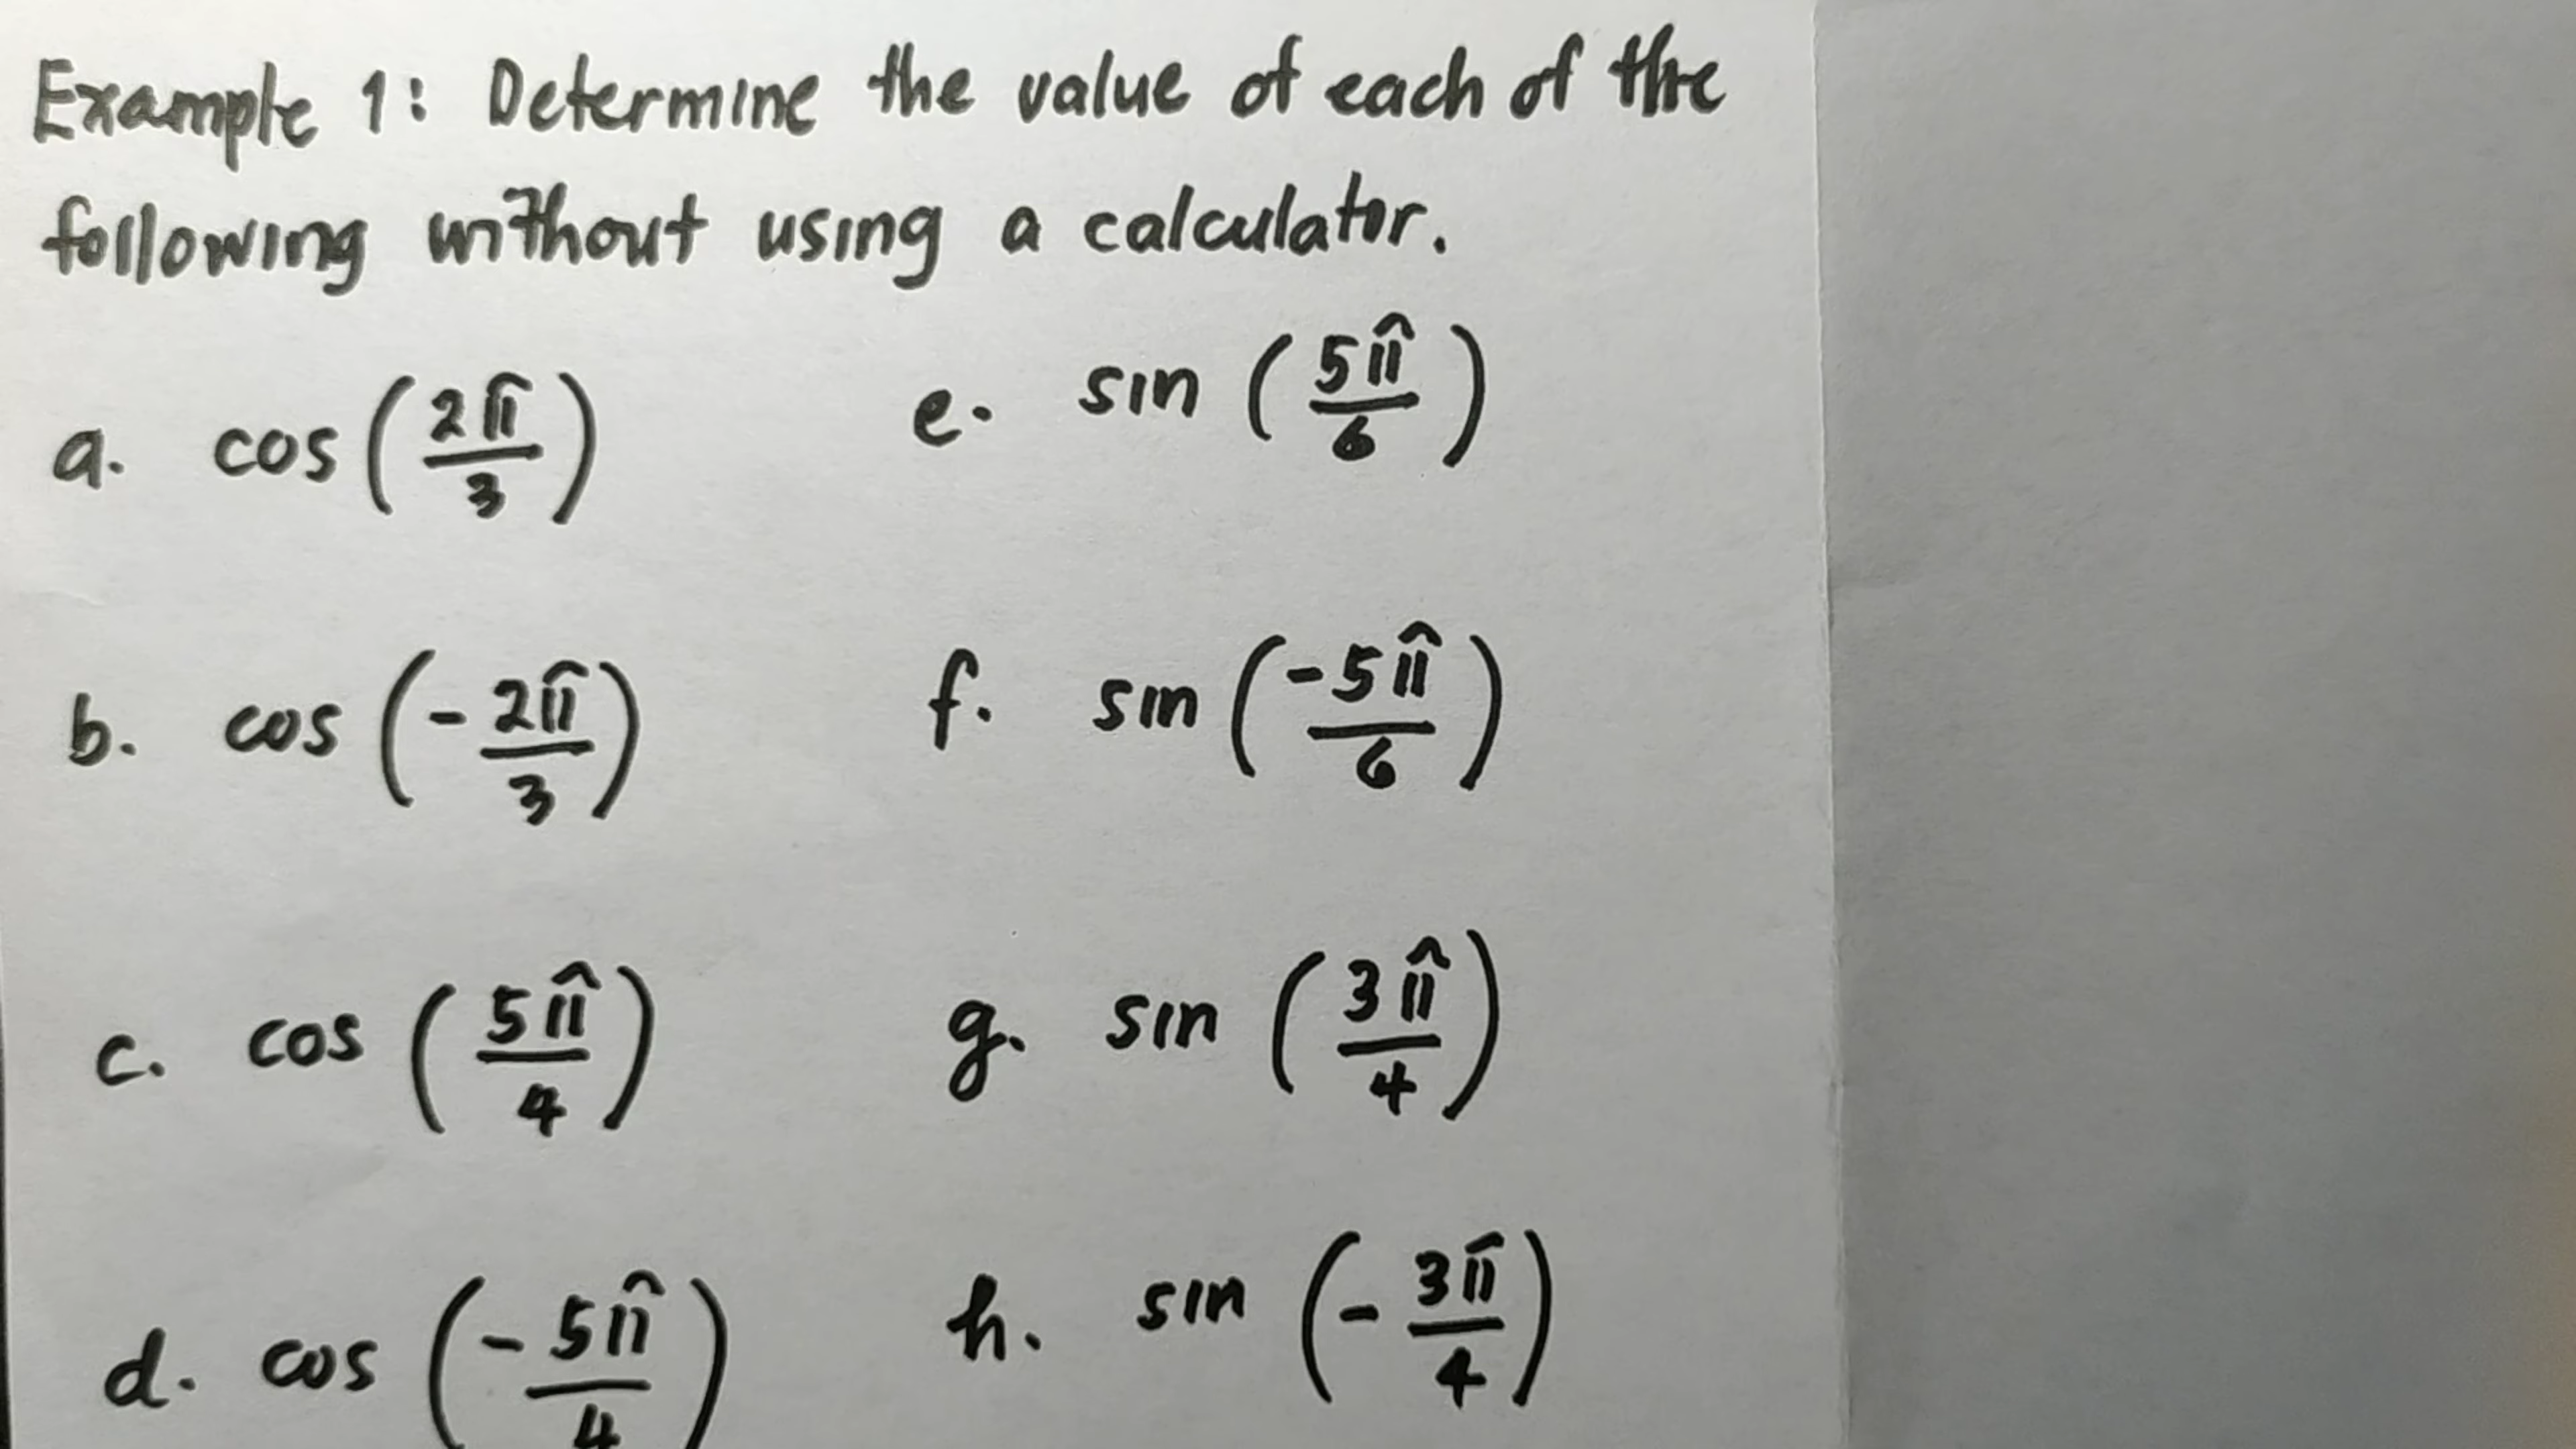 Example 1: Determine the value of each of the
following without using a calculator.
a. cos (2π/3)
b. cos (-2π/3)
c. cos (5π/4)
d. cos (-5π/4)
e. sin (5π/6)
f. sin (-5π/6)
g. sin (3π/4)
h. sin (-3π/4)